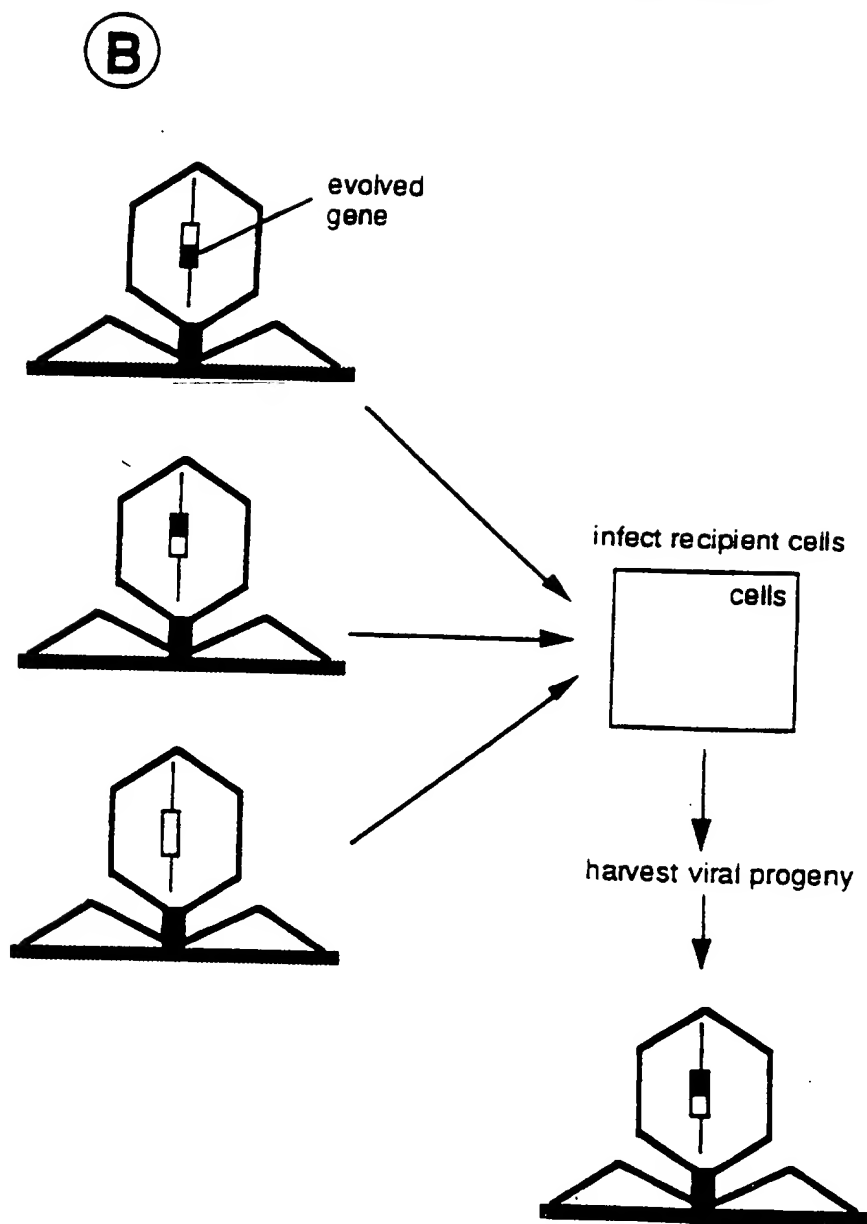 B
evolved
gene
infect recipient cells
cells
harvest viral progeny